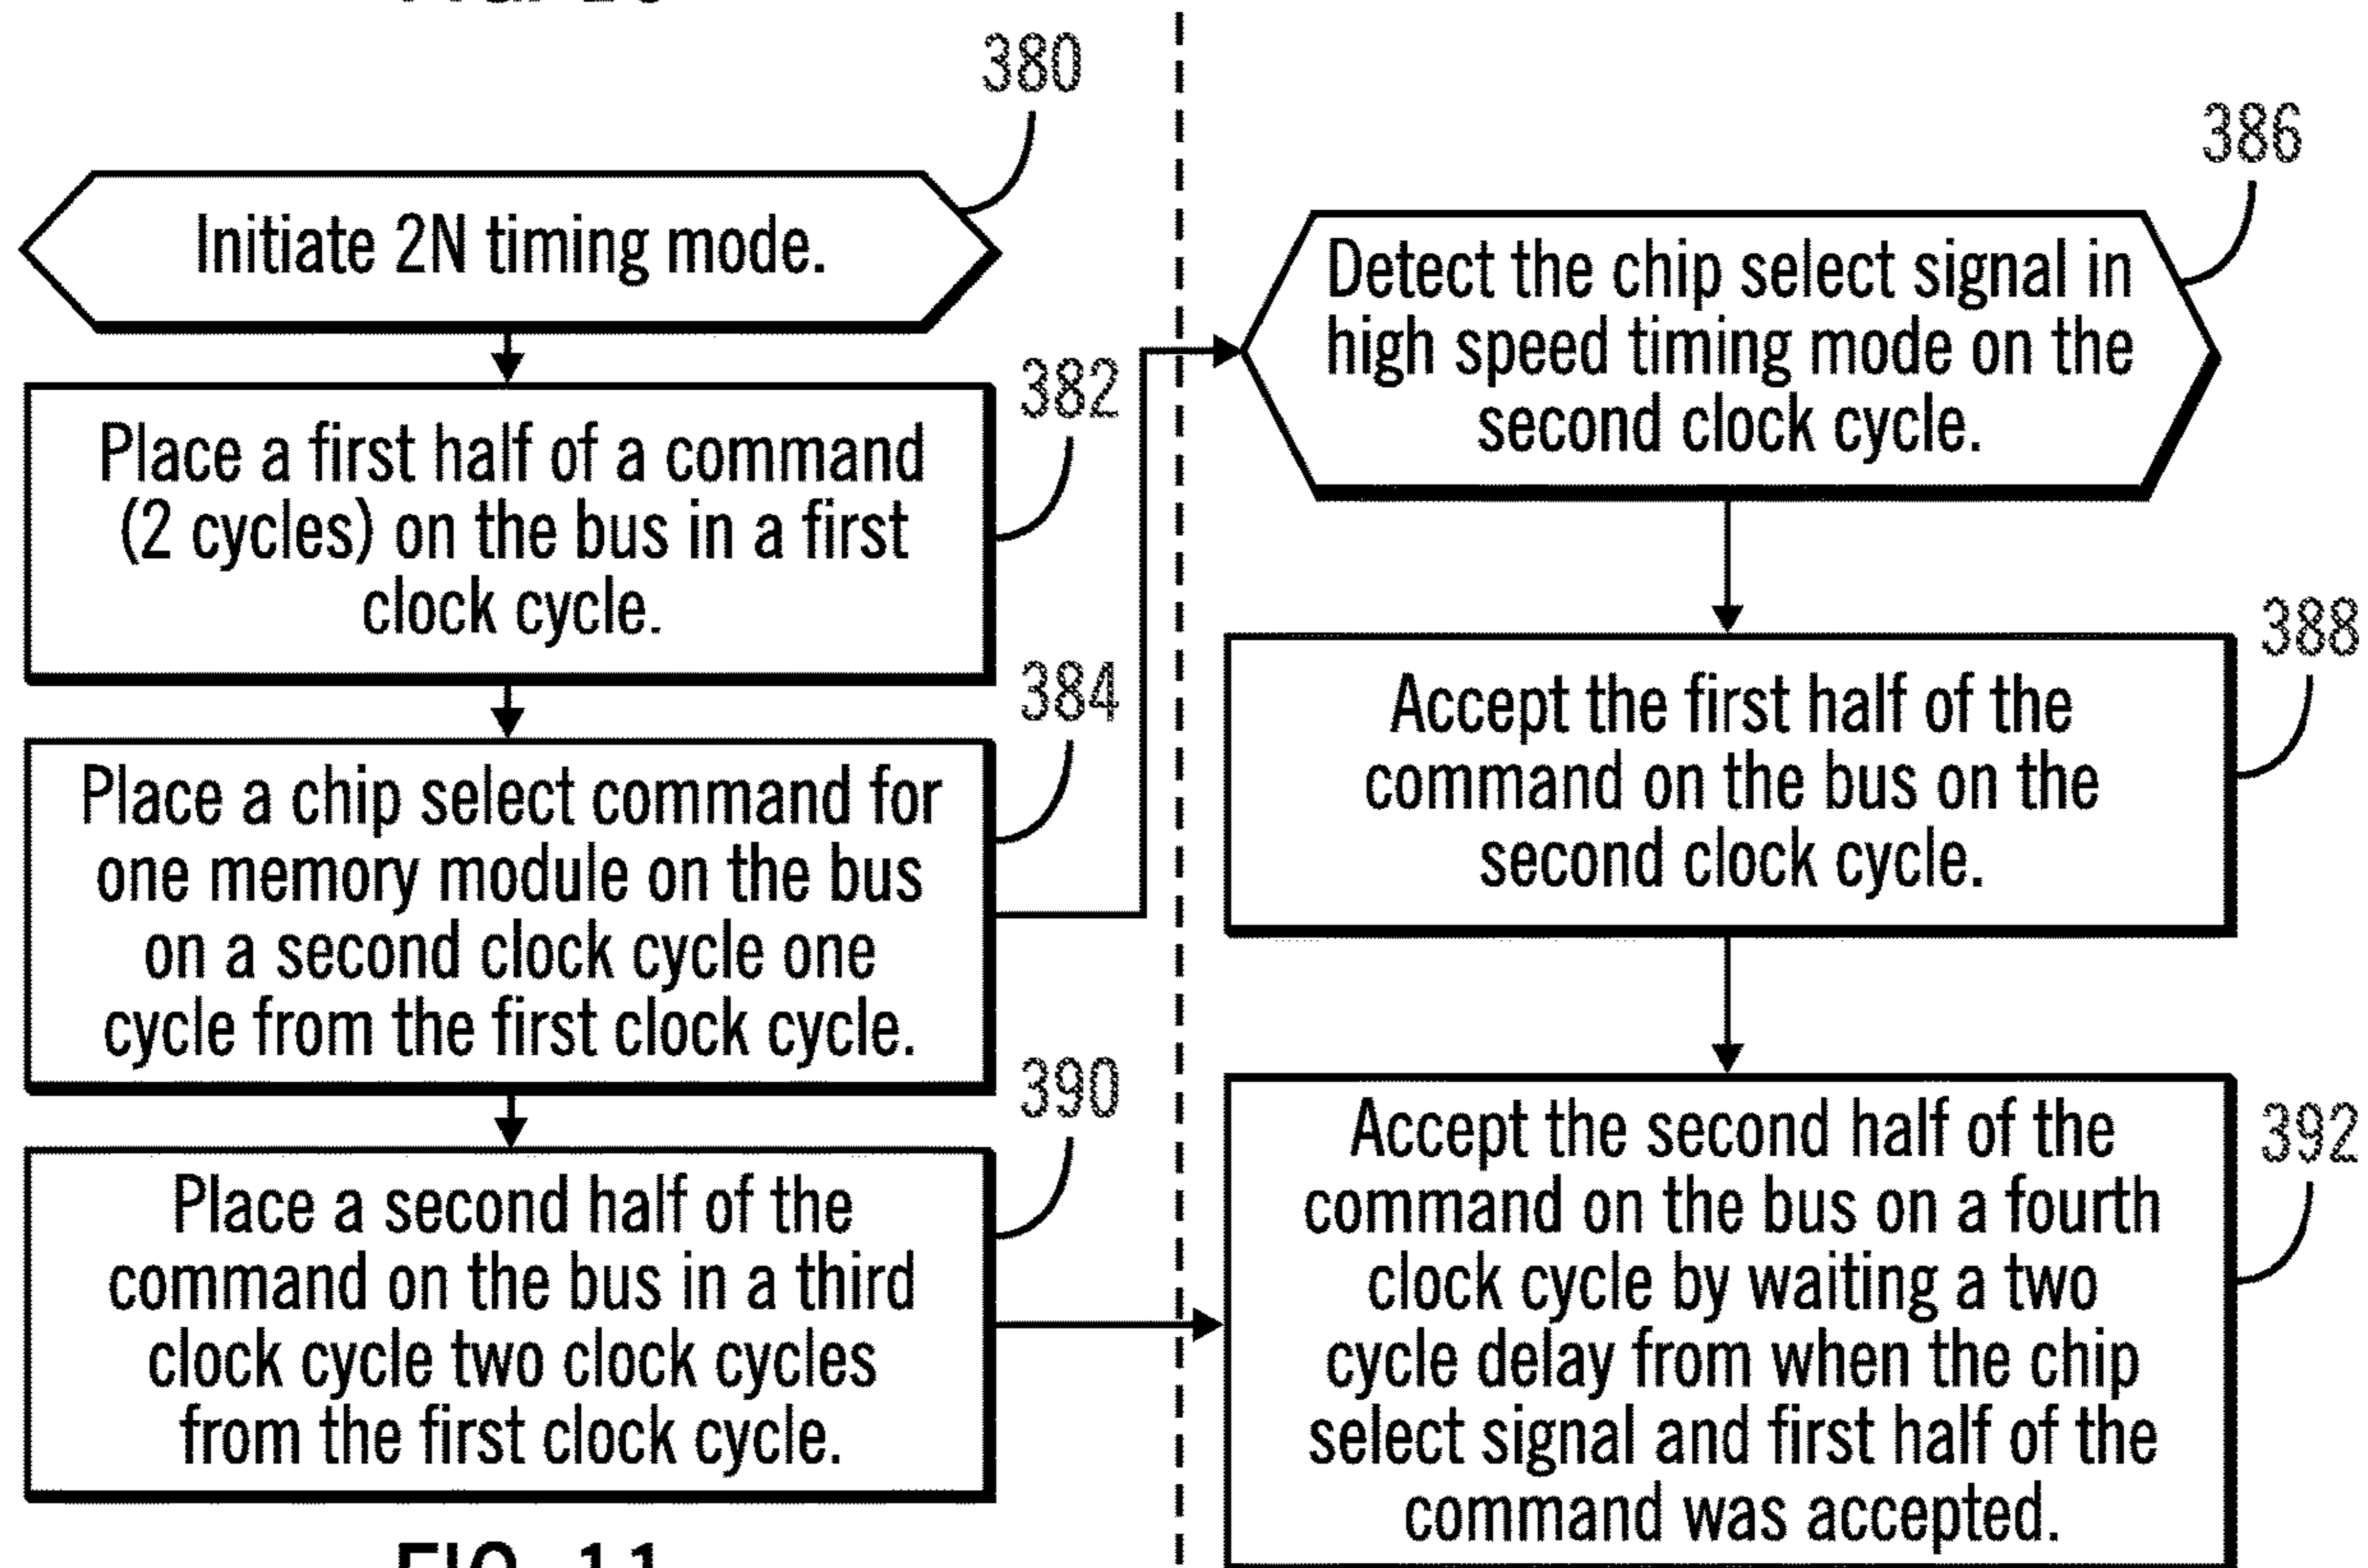 380
Initiate 2N timing mode.
382
Place a first half of a command
(2 cycles) on the bus in a first
clock cycle.
384
Place a chip select command for
one memory module on the bus
on a second clock cycle one
cycle from the first clock cycle.
390
Place a second half of the
command on the bus in a third
clock cycle two clock cycles
from the first clock cycle.
386
Detect the chip select signal in
high speed timing mode on the
second clock cycle.
388
Accept the first half of the
command on the bus on the
second clock cycle.
392
Accept the second half of the
command on the bus on a fourth
clock cycle by waiting a two
cycle delay from when the chip
select signal and first half of the
command was accepted.
FIG. 11